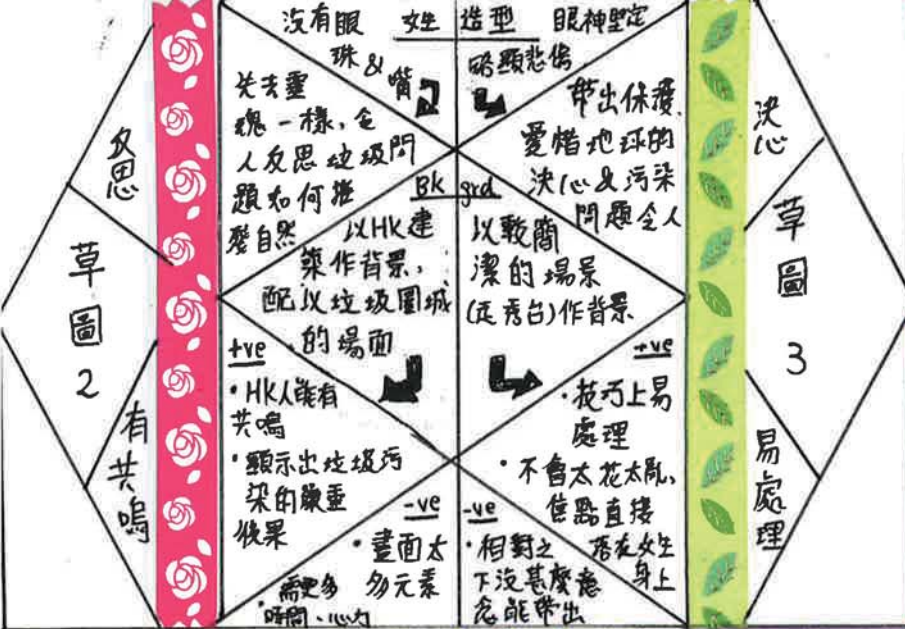 女生造型
沒有眼
珠 & 嘴
失去靈
魂一樣,令
人反思垃圾問
題如何摧
毀自然
眼神堅定
略顯悲傷
帶出保護、
愛惜地球的
決心 & 污染
問題令人
Bk grd
以HK建
築作背景,
配以垃圾圍城
的場面
以較簡
潔的場景
(走秀台)作背景
+ve
・HK人能有
共鳴
・顯示出垃圾污
染的嚴重
後果
-ve
・畫面太
多元素
・需更多
時間、心力
+ve
・技巧上易
處理
・不會太花太亂,
焦點直接
落在女生
身上
-ve
・相對之
下沒甚麼意
念能帶出
反思
草圖2
有共鳴
決心
草圖3
易處理